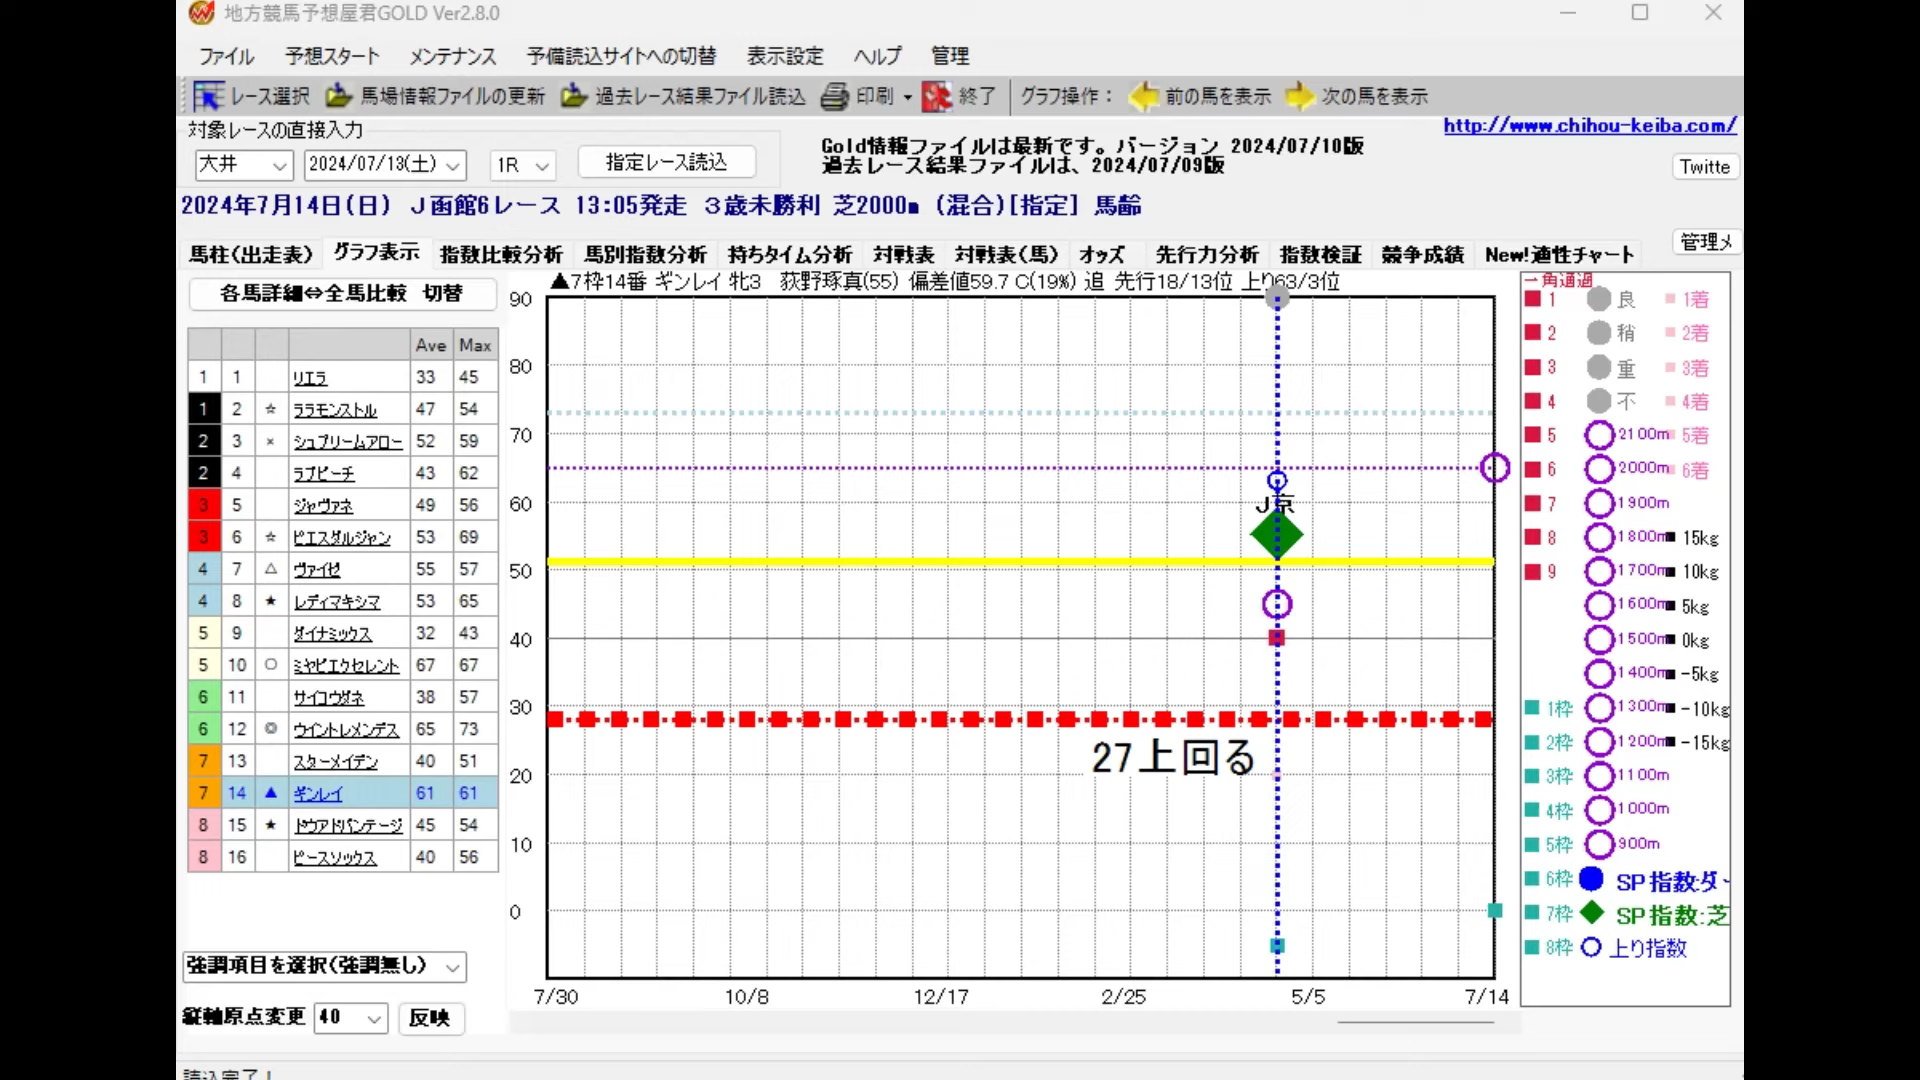 地方競馬予想屋君GOLD Ver2.8.0
ファイル 予想スタート メンテナンス 予備読込サイトへの切替 表示設定 ヘルプ 管理
レース選択 馬場情報ファイルの更新 過去レース結果ファイル読込 印刷 終了 グラフ操作： 前の馬を表示 次の馬を表示
対象レースの直接入力
http://www.chihou-keiba.com/
大井 2024/07/13(土) 1R 指定レース読込
Gold情報ファイルは最新です。バージョン 2024/07/10版
過去レース結果ファイルは、2024/07/09版
Twitte
2024年7月14日(日) Ｊ函館6レース 13:05発走 ３歳未勝利 芝2000m (混合)[指定] 馬齢
管理メ
馬柱(出走表) グラフ表示 指数比較分析 馬別指数分析 持ちタイム分析 対戦表 対戦表(馬) オッズ 先行力分析 指数検証 競争成績 New!適性チャート
各馬詳細⇔全馬比較 切替
▲7枠14番 ギンレイ 牝3 荻野琢真(55) 偏差値59.7 C(19%) 追 先行18/13位 上り63/3位
Ave Max
1 1 リエラ 33 45
1 2 ☆ ララモンストル 47 54
2 3 × シュプリームアロー 52 59
2 4 ラブピーチ 43 62
3 5 ジャヴァネ 49 56
3 6 ☆ ピエスダルジャン 53 69
4 7 △ ヴァイゼ 55 57
4 8 ★ レディマキシマ 53 65
5 9 ダイナミックス 32 43
5 10 ○ ミヤビエクセレント 67 67
6 11 サイコウダネ 38 57
6 12 ◎ ウイントレメンデス 65 73
7 13 スターメイデン 40 51
7 14 ▲ ギンレイ 61 61
8 15 ★ ドウアドバンテージ 45 54
8 16 ピースソックス 40 56
強調項目を選択(強調無し)
縦軸原点変更 40 反映
90
80
70
60
50
40
30
20
10
0
J京
27上回る
7/30 10/8 12/17 2/25 5/5 7/14
一角通過
1 良 1着
2 稍 2着
3 重 3着
4 不 4着
5 2100m 5着
6 2000m 6着
7 1900m
8 1800m 15kg
9 1700m 10kg
1600m 5kg
1500m 0kg
1400m -5kg
1枠 1300m -10kg
2枠 1200m -15kg
3枠 1100m
4枠 1000m
5枠 900m
6枠 SP指数:ダ
7枠 SP指数:芝
8枠 上り指数
読込完了！